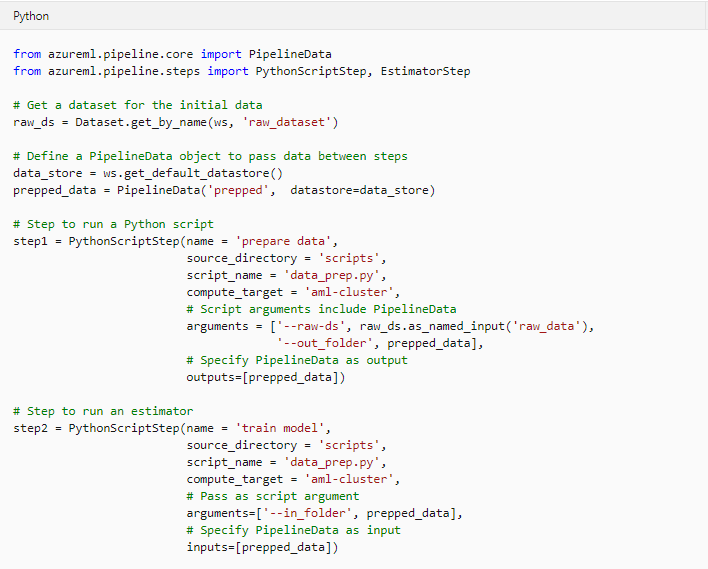 Python
from azureml.pipeline.core import PipelineData
from azureml.pipeline.steps import PythonScriptStep, EstimatorStep
# Get a dataset for the initial data
raw_ds = Dataset.get_by_name(ws, 'raw_dataset')
# Define a PipelineData object to pass data between steps
data_store = ws.get_default_datastore()
prepped_data = PipelineData('prepped',  datastore=data_store)
# Step to run a Python script
step1 = PythonScriptStep(name = 'prepare data',
                         source_directory = 'scripts',
                         script_name = 'data_prep.py',
                         compute_target = 'aml-cluster',
                         # Script arguments include PipelineData
                         arguments = ['--raw-ds', raw_ds.as_named_input('raw_data'),
                                      '--out_folder', prepped_data],
                         # Specify PipelineData as output
                         outputs=[prepped_data])
# Step to run an estimator
step2 = PythonScriptStep(name = 'train model',
                         source_directory = 'scripts',
                         script_name = 'data_prep.py',
                         compute_target = 'aml-cluster',
                         # Pass as script argument
                         arguments=['--in_folder', prepped_data],
                         # Specify PipelineData as input
                         inputs=[prepped_data])